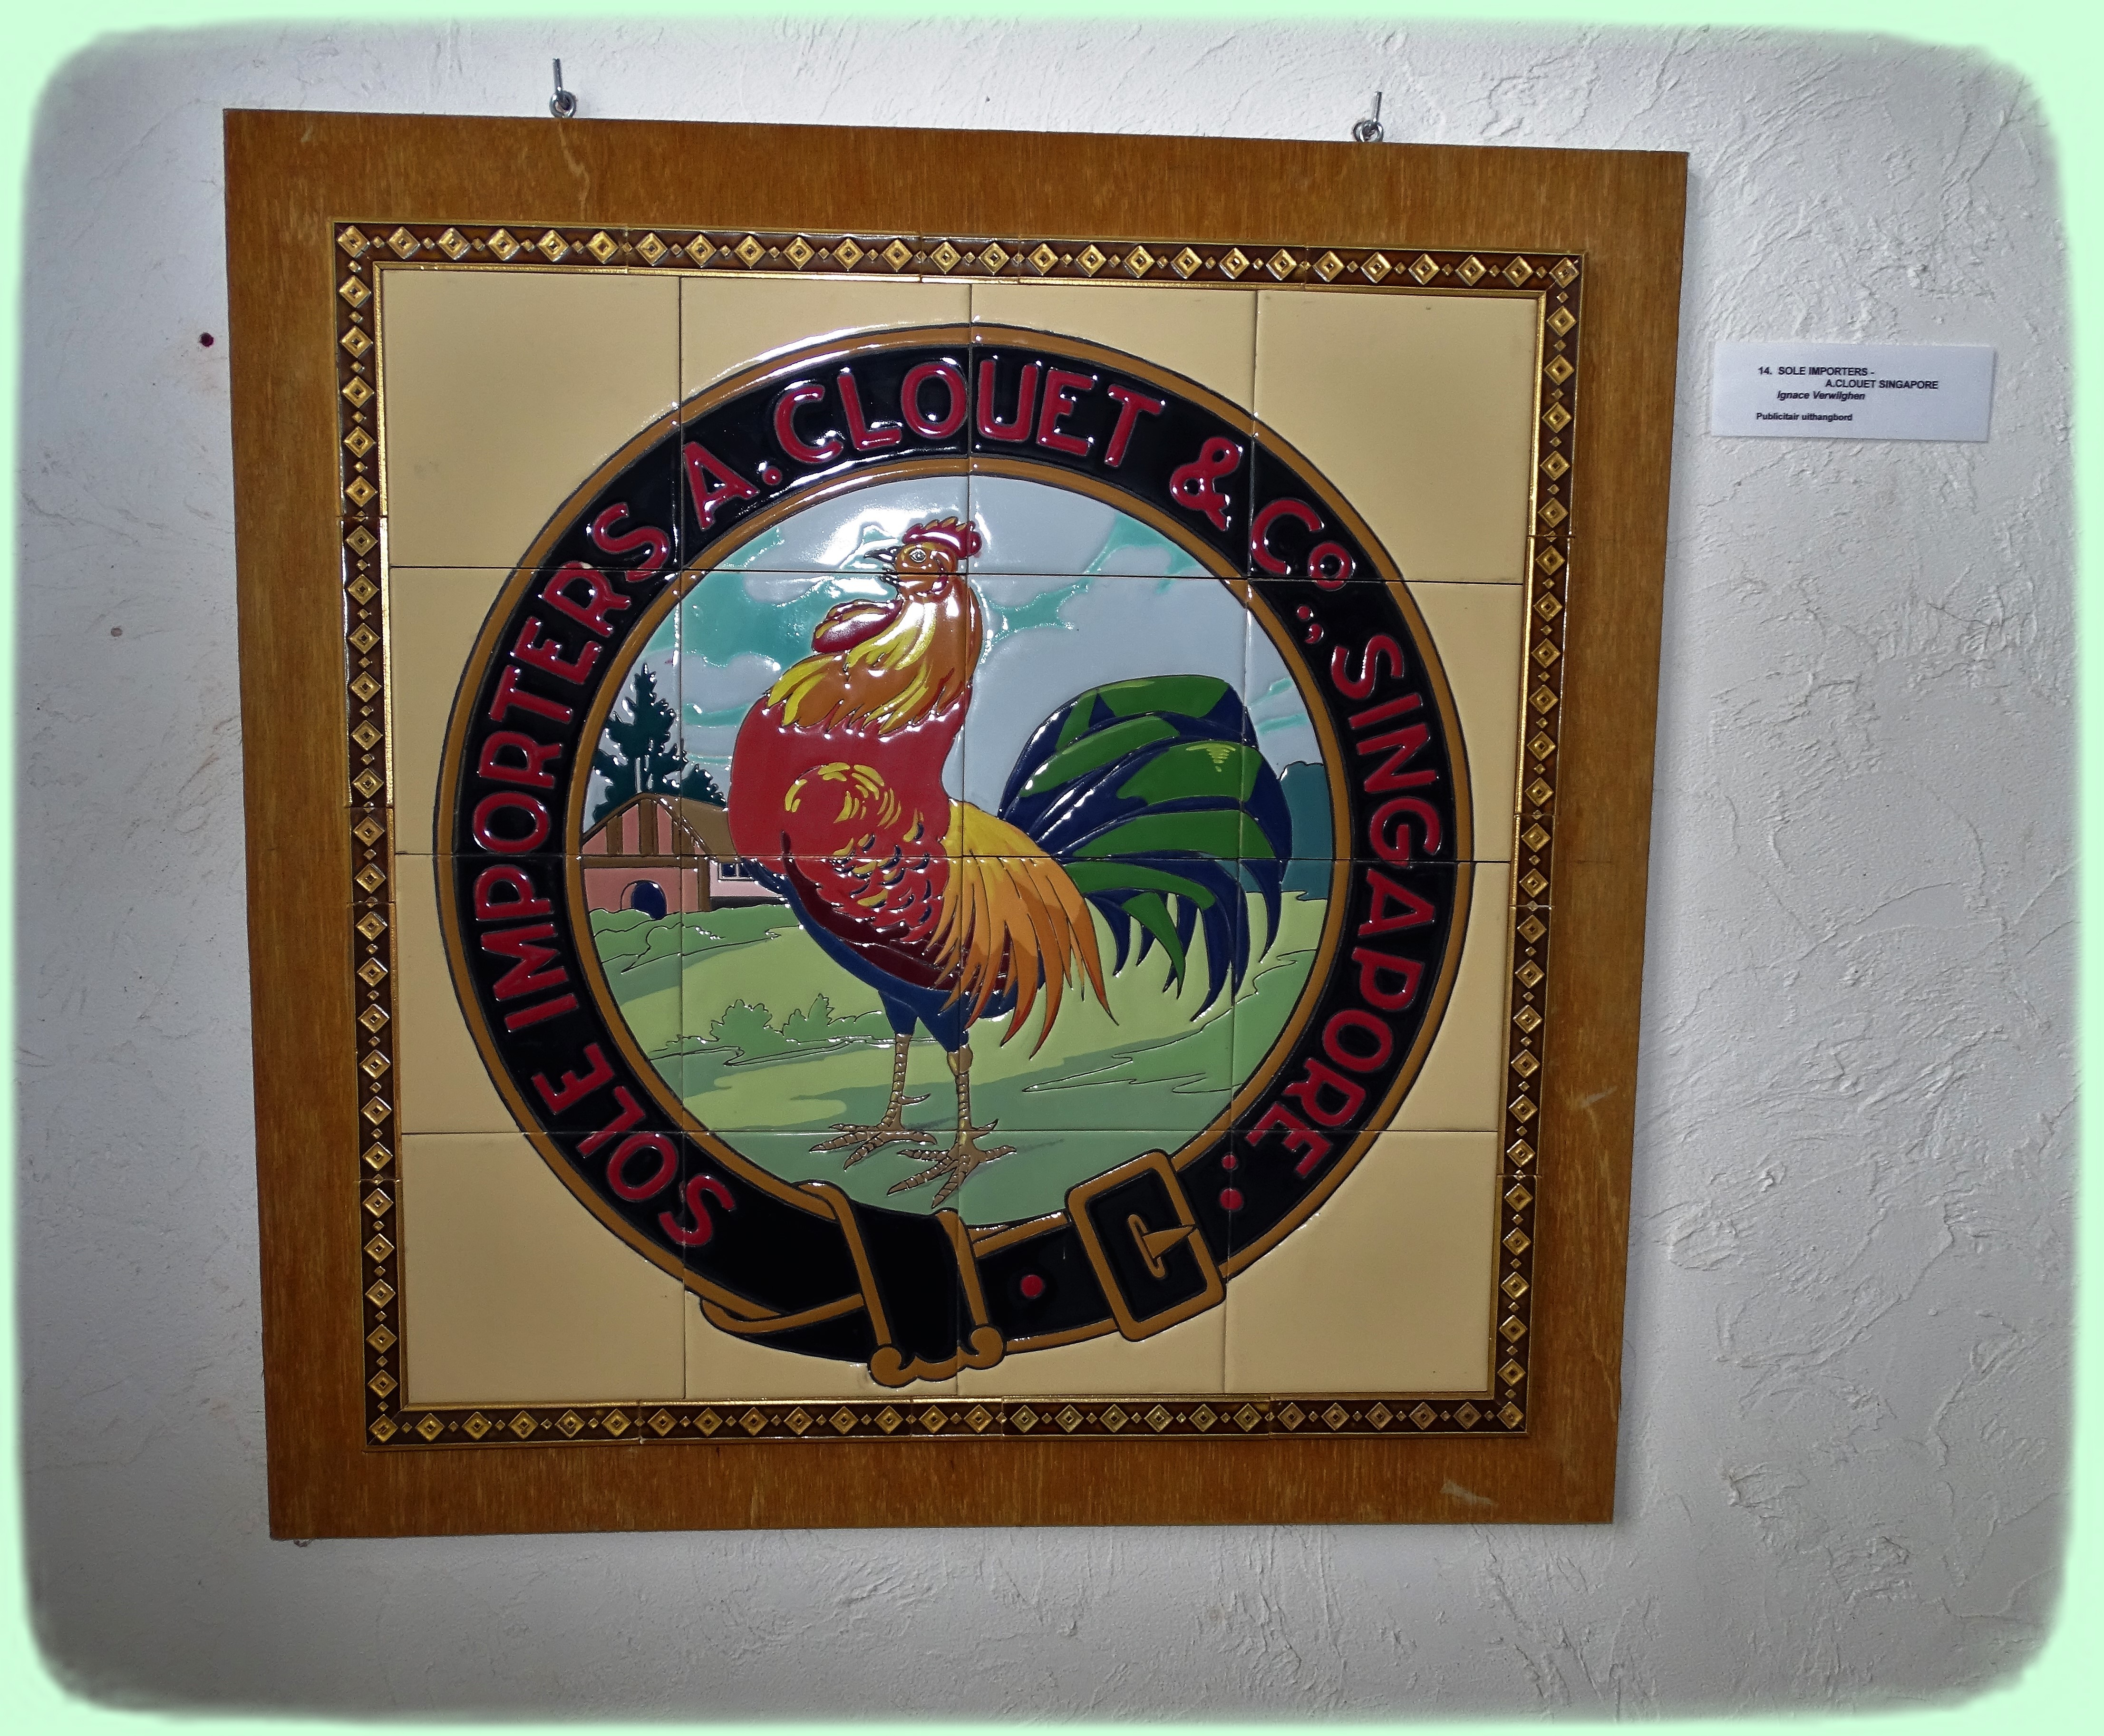 SOLE IMPORTERS A. CLOUET & Co., SINGAPORE :
14. SOLE IMPORTERS -
A.CLOUET SINGAPORE
Ignace Verwilghen
Publicitair uithangbord